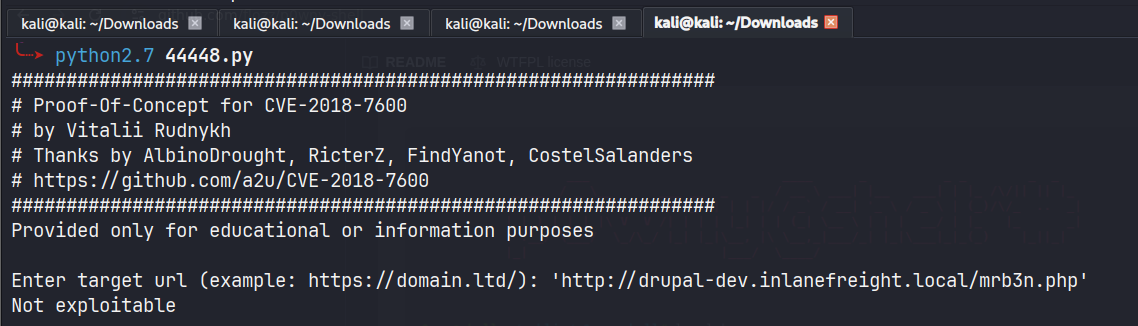 kali@kali: ~/Downloads kali@kali: ~/Downloads kali@kali: ~/Downloads kali@kali: ~/Downloads
python2.7 44448.py
README WTFPL license
################################################################
# Proof-Of-Concept for CVE-2018-7600
# by Vitalii Rudnykh
# Thanks by AlbinoDrought, RicterZ, FindYanot, CostelSalanders
# https://github.com/a2u/CVE-2018-7600
################################################################
Provided only for educational or information purposes
Enter target url (example: https://domain.ltd/): 'http://drupal-dev.inlanefreight.local/mrb3n.php'
Not exploitable